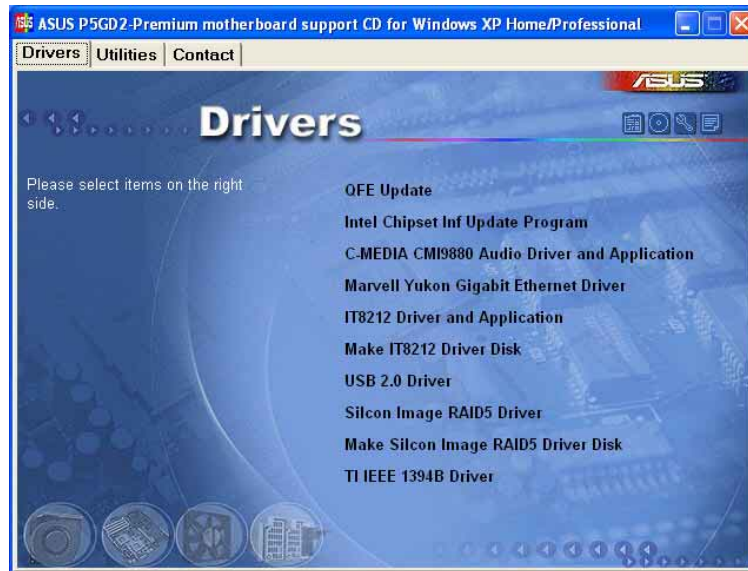 ASUS P5GD2-Premium motherboard support CD for Windows XP Home/Professional
Drivers Utilities Contact
ASUS
Drivers
Please select items on the right
side.
QFE Update
Intel Chipset Inf Update Program
C-MEDIA CMI9880 Audio Driver and Application
Marvell Yukon Gigabit Ethernet Driver
IT8212 Driver and Application
Make IT8212 Driver Disk
USB 2.0 Driver
Silcon Image RAID5 Driver
Make Silcon Image RAID5 Driver Disk
TI IEEE 1394B Driver